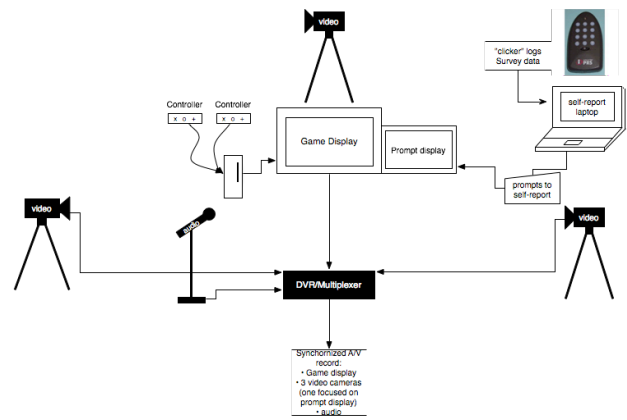 video
"clicker" logs
Survey data
self-report
laptop
Controller
Controller
x o +
x o +
Game Display
Prompt display
prompts to
self-report
video
audio
video
DVR/Multiplexer
Synchornized A/V
record:
• Game display
• 3 video cameras
(one focused on
prompt display)
• audio